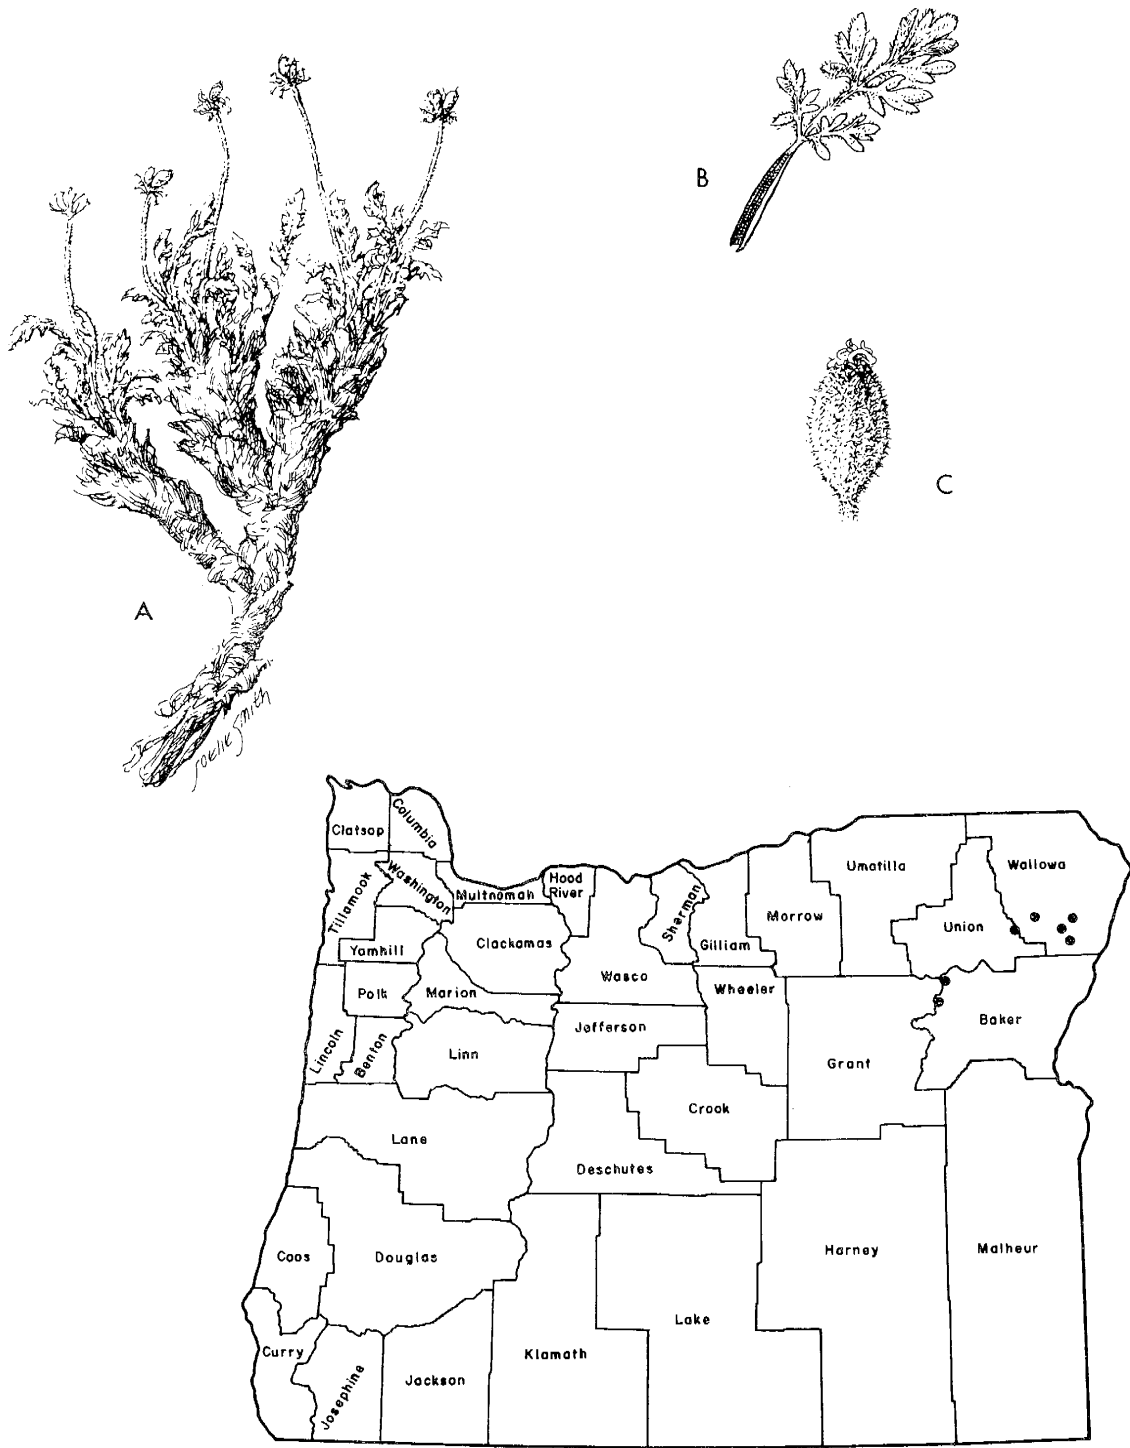 B
C
A
Smith
Clatsop
Columbia
Tillamook
Washington
Multnomah
Hood
River
Yamhill
Clackamas
Sherman
Gilliam
Morrow
Umatilla
Union
Wallowa
Polk
Marion
Wasco
Wheeler
Lincoln
Benton
Linn
Jefferson
Grant
Baker
Crook
Lane
Deschutes
Coos
Douglas
Harney
Malheur
Lake
Klamath
Curry
Josephine
Jackson